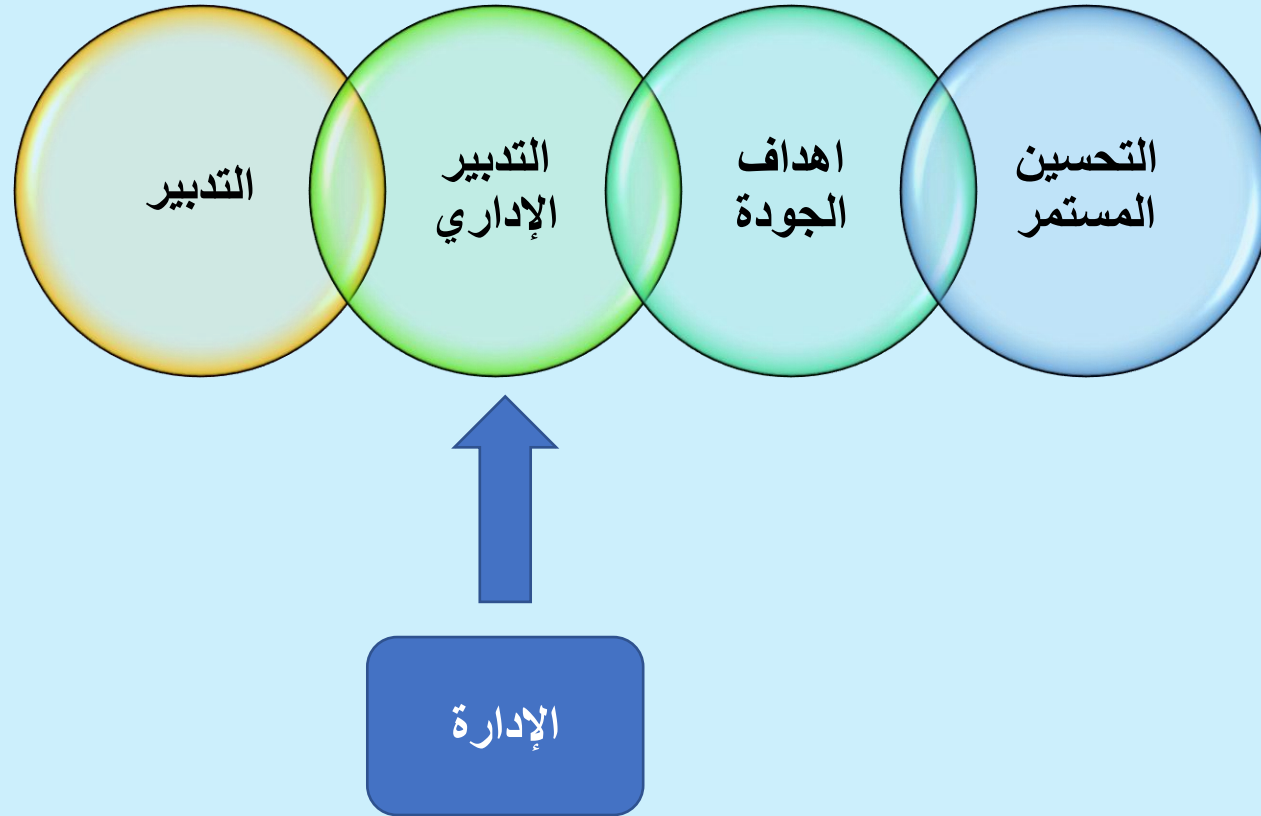 التحسين
المستمر
اهداف
الجودة
التدبير
الإداري
التدبير
الإدارة